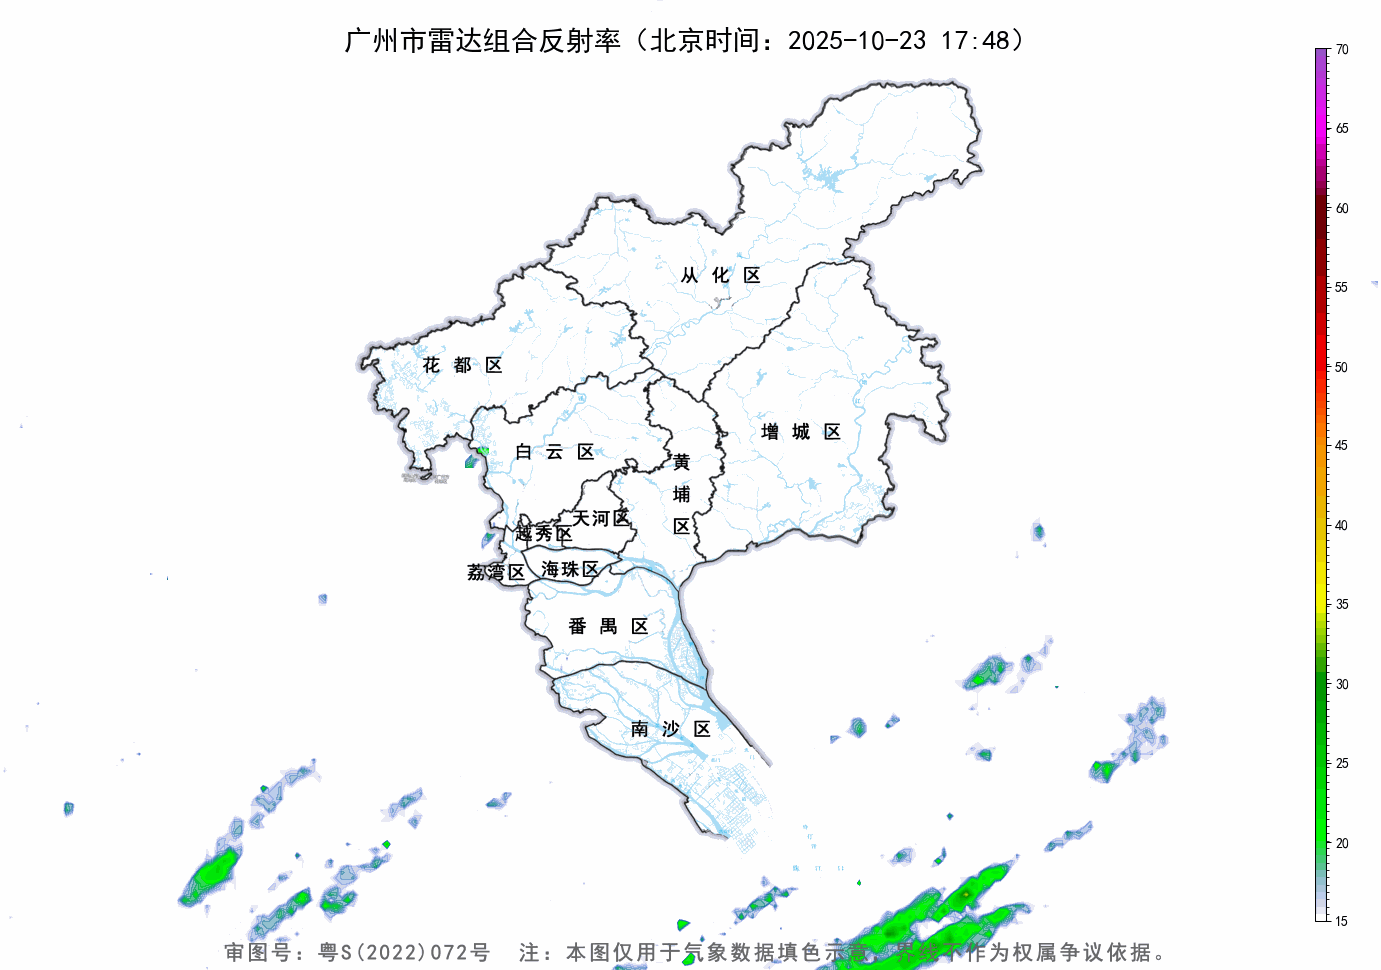 广州市雷达组合反射率（北京时间：2025-10-23 17:48）
70
65
60
55
50
45
40
35
30
25
20
15
从化区
花都区
增城区
白云区
黄埔区
天河区
越秀区
荔湾区
海珠区
番禺区
南沙区
审图号：粤S(2022)072号 注：本图仅用于气象数据填色示意，界线不作为权属争议依据。